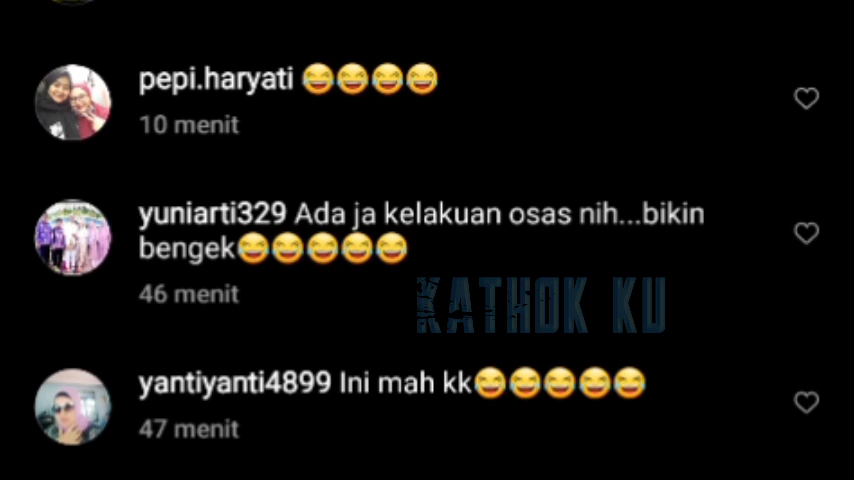 pepi.haryati 😂😂😂😂
10 menit
yuniarti329 Ada ja kelakuan osas nih...bikin
bengek😂😂😂😂😂
46 menit
KATHOK KU
yantiyanti4899 Ini mah kk😂😂😂😂😂
47 menit